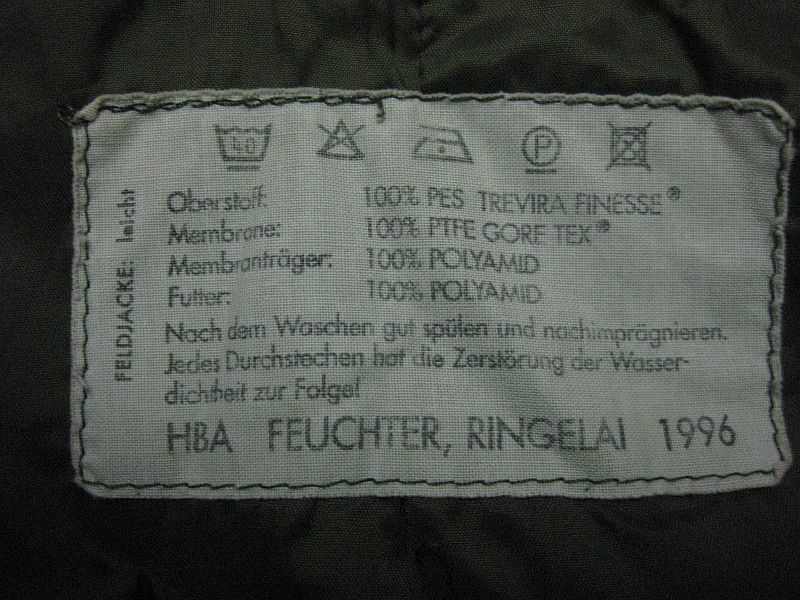 40 P
FELDJACKE: leicht
Oberstoff: 100% PES TREVIRA FINESSE®
Membrane: 100% PTFE GORE TEX®
Membranträger: 100% POLYAMID
Futter: 100% POLYAMID
Nach dem Waschen gut spülen und nachimprägnieren.
Jedes Durchstechen hat die Zerstörung der Wasser-
dichtheit zur Folge!
HBA FEUCHTER, RINGELAI 1996